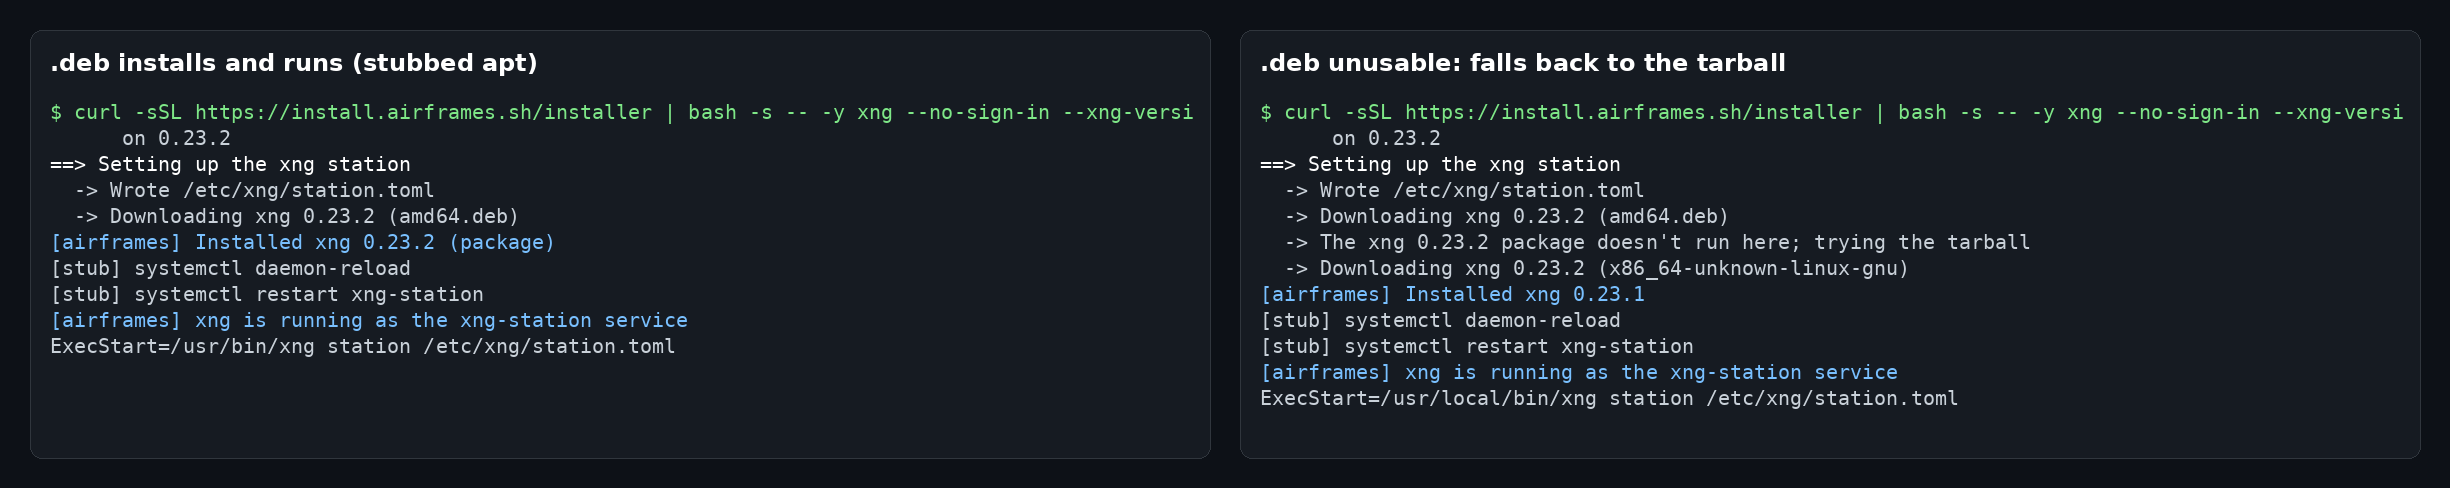 .deb installs and runs (stubbed apt)
$ curl -sSL https://install.airframes.sh/installer | bash -s -- -y xng --no-sign-in --xng-versi
on 0.23.2
==> Setting up the xng station
-> Wrote /etc/xng/station.toml
-> Downloading xng 0.23.2 (amd64.deb)
[airframes] Installed xng 0.23.2 (package)
[stub] systemctl daemon-reload
[stub] systemctl restart xng-station
[airframes] xng is running as the xng-station service
ExecStart=/usr/bin/xng station /etc/xng/station.toml
.deb unusable: falls back to the tarball
$ curl -sSL https://install.airframes.sh/installer | bash -s -- -y xng --no-sign-in --xng-versi
on 0.23.2
==> Setting up the xng station
-> Wrote /etc/xng/station.toml
-> Downloading xng 0.23.2 (amd64.deb)
-> The xng 0.23.2 package doesn't run here; trying the tarball
-> Downloading xng 0.23.2 (x86_64-unknown-linux-gnu)
[airframes] Installed xng 0.23.1
[stub] systemctl daemon-reload
[stub] systemctl restart xng-station
[airframes] xng is running as the xng-station service
ExecStart=/usr/local/bin/xng station /etc/xng/station.toml